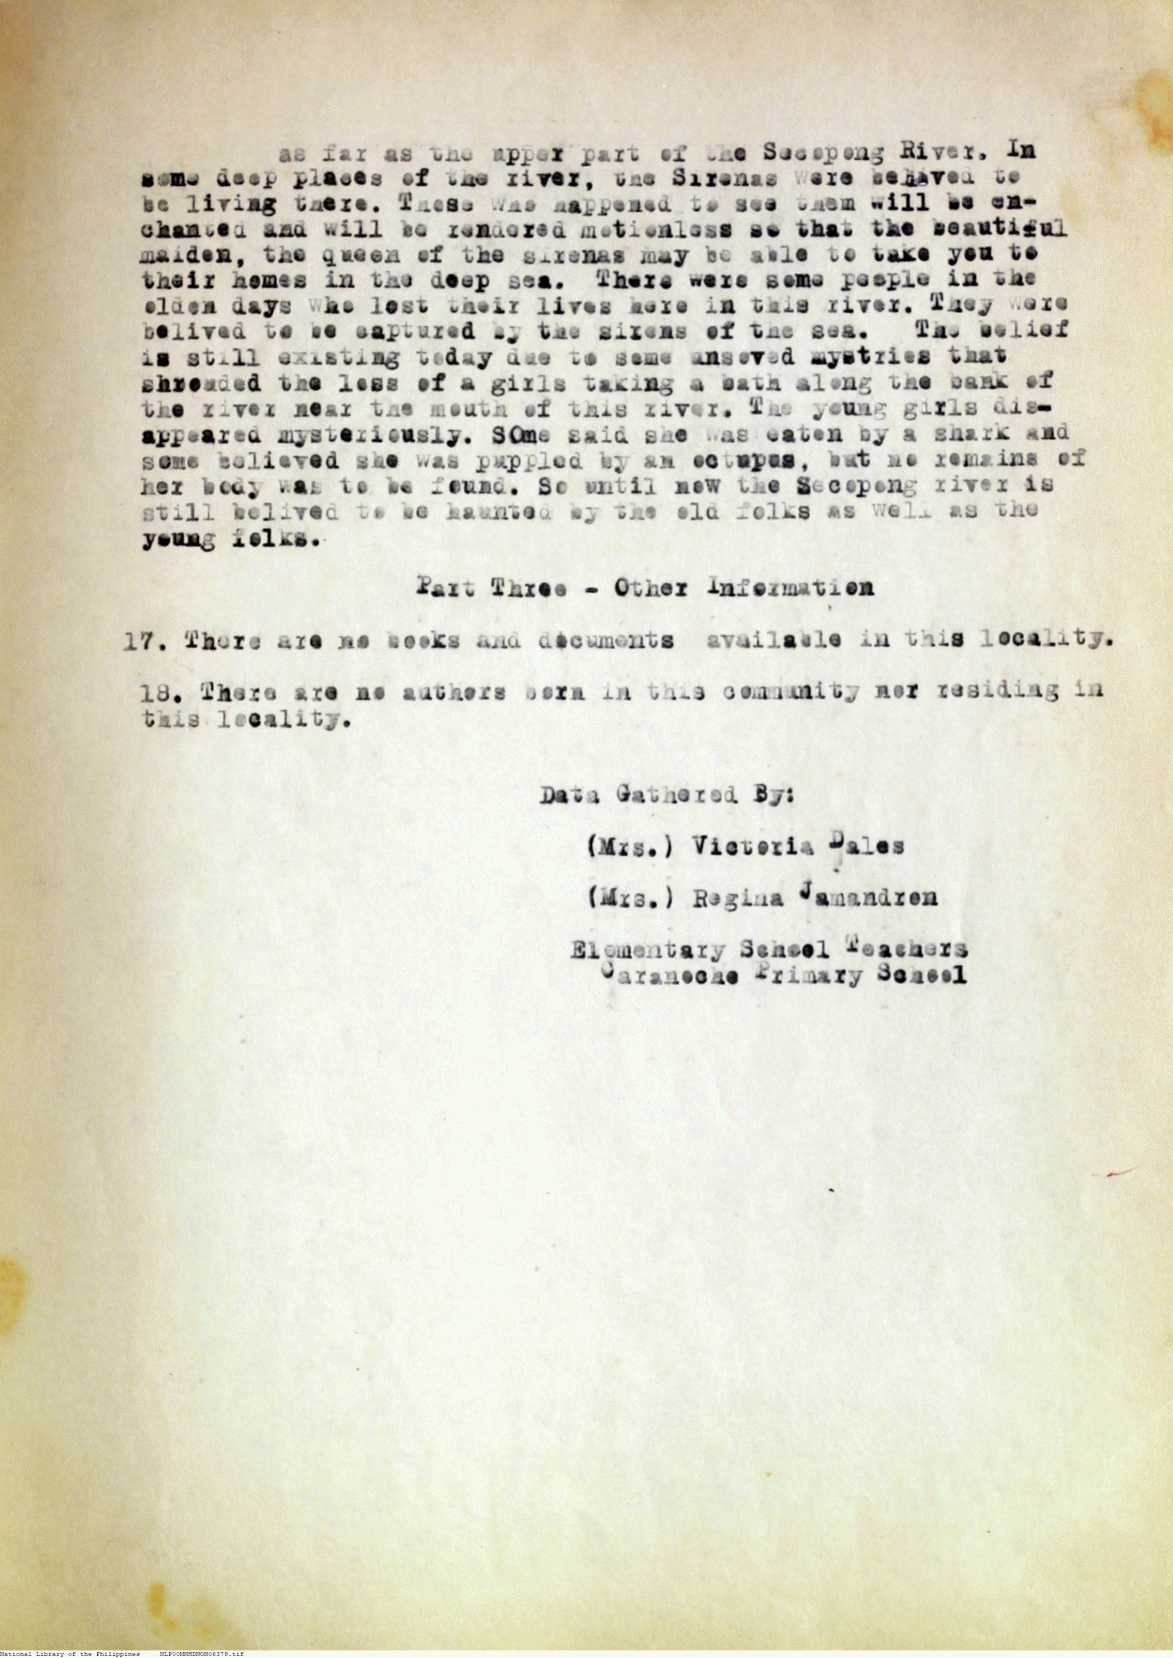 as far as the upper part of the Socopong River. In
some deep places of the river, the Sirenas were behaved to
be living there. These who happened to see them will be en-
chanted and will be rendered motionless so that the beautiful
maiden, the queen of the sirenas may be able to take you to
their homes in the deep sea. There were some people in the
olden days who lost their lives here in this river. They were
belived to be captured by the sirens of the sea. The belief
is still existing today due to some unsoved mystries that
shrouded the loss of a girls taking a bath along the bank of
the river near the mouth of this river. The young girls dis-
appeared mysteriously. SOme said she was eaten by a shark and
some believed she was puppled by an octupus, but no remains of
her body was to be found. So until now the Socopong river is
still belived to be haunted by the old folks as well as the
young folks.
Part Three - Other Information
17. There are no books and documents available in this locality.
18. There are no authors born in this community nor residing in
this locality.
Data Gathered By:
(Mrs.) Victoria Dales
(Mrs.) Regina Jamandron
Elementary School Teachers
Caranoche Primary School
National Library of the Philippines